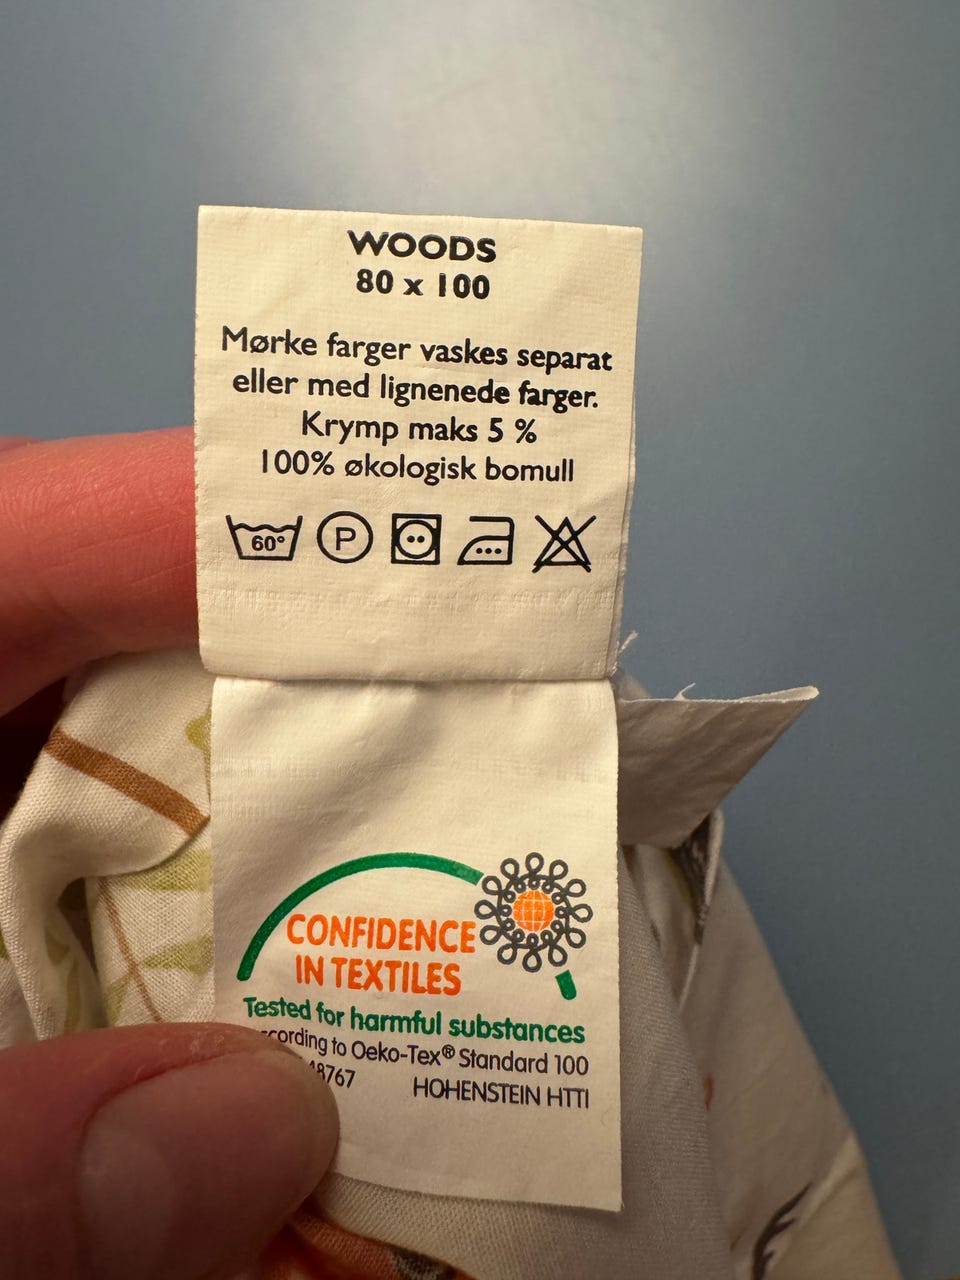 WOODS
80 x 100
Mørke farger vaskes separat
eller med lignenede farger.
Krymp maks 5 %
100% økologisk bomull
60° P
CONFIDENCE
IN TEXTILES
Tested for harmful substances
to Oeko-Tex® Standard 100
HOHENSTEIN HTTI